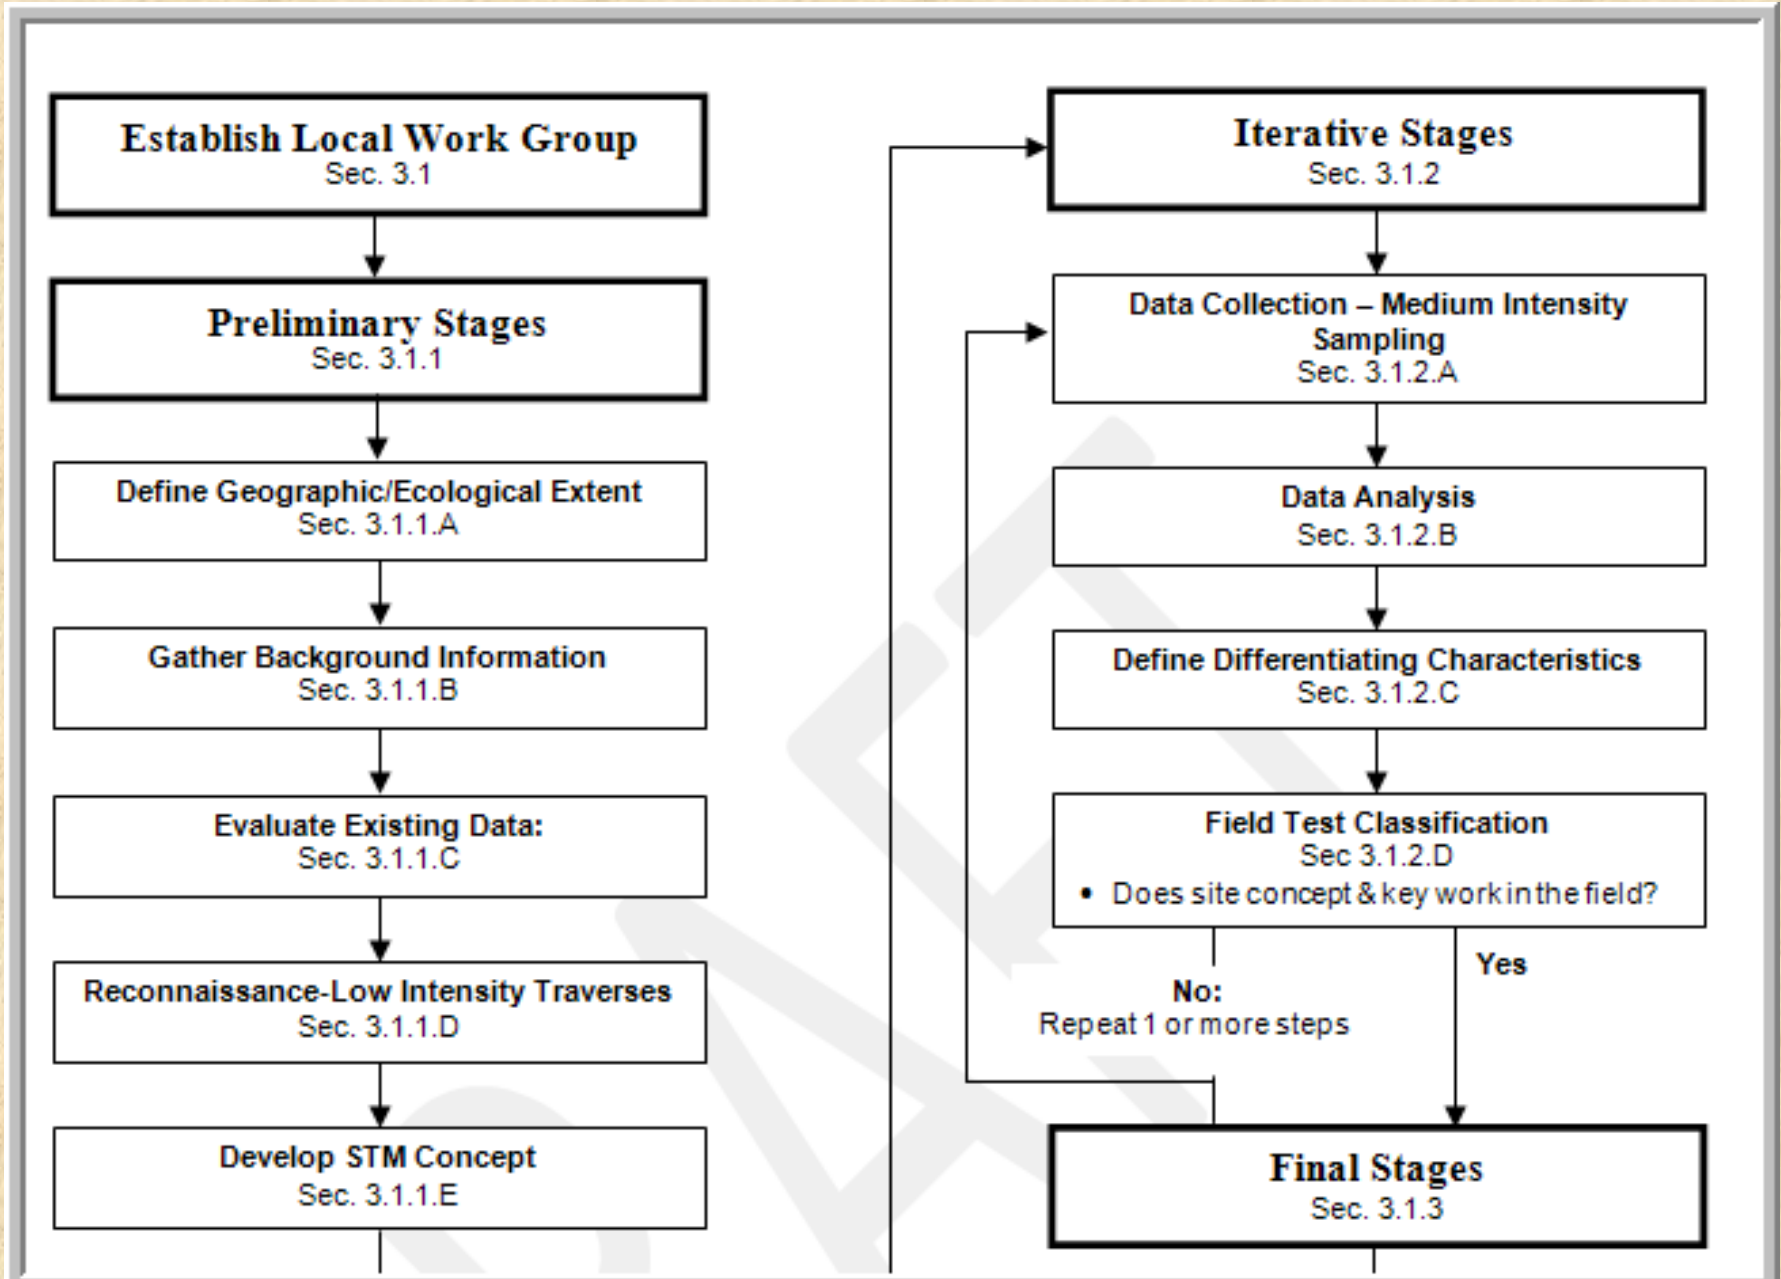 Establish Local Work Group
Sec. 3.1
Preliminary Stages
Sec. 3.1.1
Define Geographic/Ecological Extent
Sec. 3.1.1.A
Gather Background Information
Sec. 3.1.1.B
Evaluate Existing Data:
Sec. 3.1.1.C
Reconnaissance-Low Intensity Traverses
Sec. 3.1.1.D
Develop STM Concept
Sec. 3.1.1.E
Iterative Stages
Sec. 3.1.2
Data Collection – Medium Intensity
Sampling
Sec. 3.1.2.A
Data Analysis
Sec. 3.1.2.B
Define Differentiating Characteristics
Sec. 3.1.2.C
Field Test Classification
Sec 3.1.2.D
• Does site concept & key work in the field?
Yes
No:
Repeat 1 or more steps
Final Stages
Sec. 3.1.3
DRAFT